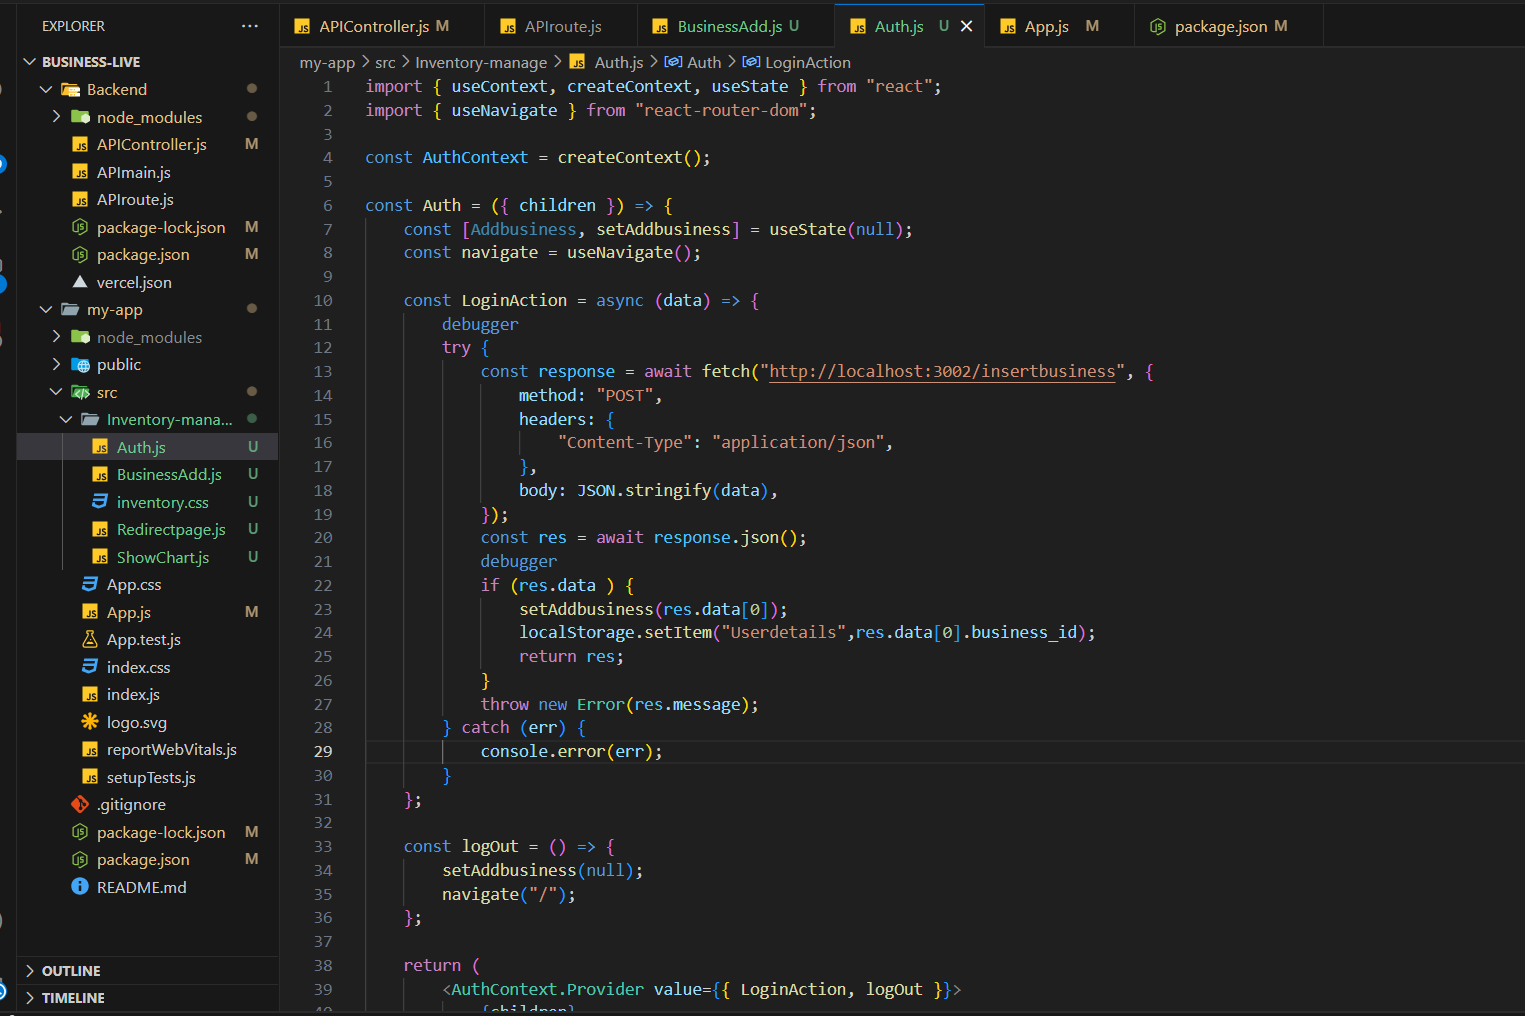 EXPLORER
BUSINESS-LIVE
Backend
node_modules
APIController.js M
APImain.js
APIroute.js
package-lock.json M
package.json M
vercel.json
my-app
node_modules
public
src
Inventory-mana...
Auth.js U
BusinessAdd.js U
inventory.css U
Redirectpage.js U
ShowChart.js U
App.css
App.js M
App.test.js
index.css
index.js
logo.svg
reportWebVitals.js
setupTests.js
.gitignore
package-lock.json M
package.json M
README.md
OUTLINE
TIMELINE
APIController.js M APIroute.js BusinessAdd.js U Auth.js U App.js M package.json M
my-app > src > Inventory-manage > Auth.js > Auth > LoginAction
1 import { useContext, createContext, useState } from "react";
2 import { useNavigate } from "react-router-dom";
3
4 const AuthContext = createContext();
5
6 const Auth = ({ children }) => {
7 const [Addbusiness, setAddbusiness] = useState(null);
8 const navigate = useNavigate();
9
10 const LoginAction = async (data) => {
11 debugger
12 try {
13 const response = await fetch("http://localhost:3002/insertbusiness", {
14 method: "POST",
15 headers: {
16 "Content-Type": "application/json",
17 },
18 body: JSON.stringify(data),
19 });
20 const res = await response.json();
21 debugger
22 if (res.data ) {
23 setAddbusiness(res.data[0]);
24 localStorage.setItem("Userdetails",res.data[0].business_id);
25 return res;
26 }
27 throw new Error(res.message);
28 } catch (err) {
29 console.error(err);
30 }
31 };
32
33 const logOut = () => {
34 setAddbusiness(null);
35 navigate("/");
36 };
37
38 return (
39 <AuthContext.Provider value={{ LoginAction, logOut }}>
40 {children}